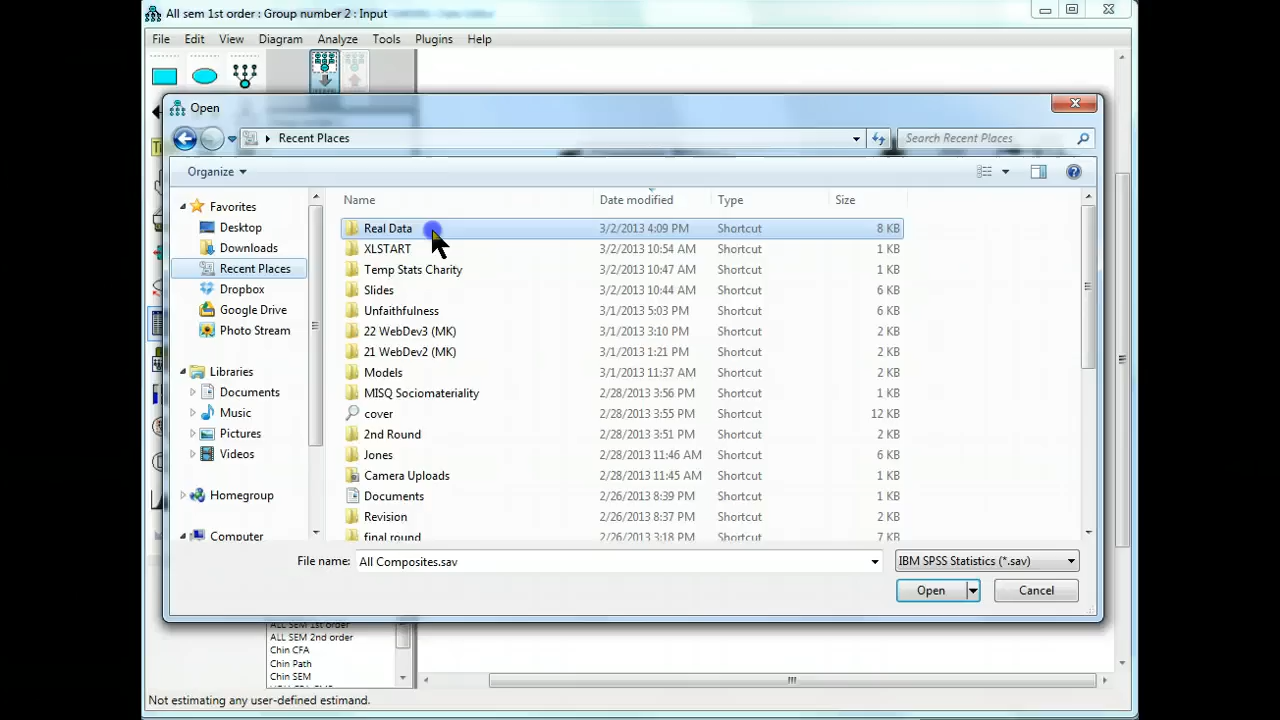 All sem 1st order : Group number 2 : Input
File Edit View Diagram Analyze Tools Plugins Help
Open
Recent Places
Search Recent Places
Organize
Name Date modified Type Size
Favorites
Desktop
Downloads
Recent Places
Dropbox
Google Drive
Photo Stream
Libraries
Documents
Music
Pictures
Videos
Homegroup
Computer
Real Data 3/2/2013 4:09 PM Shortcut 8 KB
XLSTART 3/2/2013 10:54 AM Shortcut 1 KB
Temp Stats Charity 3/2/2013 10:47 AM Shortcut 1 KB
Slides 3/2/2013 10:44 AM Shortcut 6 KB
Unfaithfulness 3/1/2013 5:03 PM Shortcut 6 KB
22 WebDev3 (MK) 3/1/2013 3:10 PM Shortcut 2 KB
21 WebDev2 (MK) 3/1/2013 1:21 PM Shortcut 2 KB
Models 3/1/2013 11:37 AM Shortcut 2 KB
MISQ Sociomateriality 2/28/2013 3:56 PM Shortcut 2 KB
cover 2/28/2013 3:55 PM Shortcut 12 KB
2nd Round 2/28/2013 3:51 PM Shortcut 2 KB
Jones 2/28/2013 11:46 AM Shortcut 1 KB
Camera Uploads 2/28/2013 11:45 AM Shortcut 1 KB
Documents 2/26/2013 8:39 PM Shortcut 1 KB
Revision 2/26/2013 8:37 PM Shortcut 2 KB
final round 2/26/2013 3:18 PM Shortcut 7 KB
File name: All Composites.sav IBM SPSS Statistics (*.sav)
Open Cancel
ALL SEM 1st order
ALL SEM 2nd order
Chin CFA
Chin Path
Chin SEM
Not estimating any user-defined estimand.